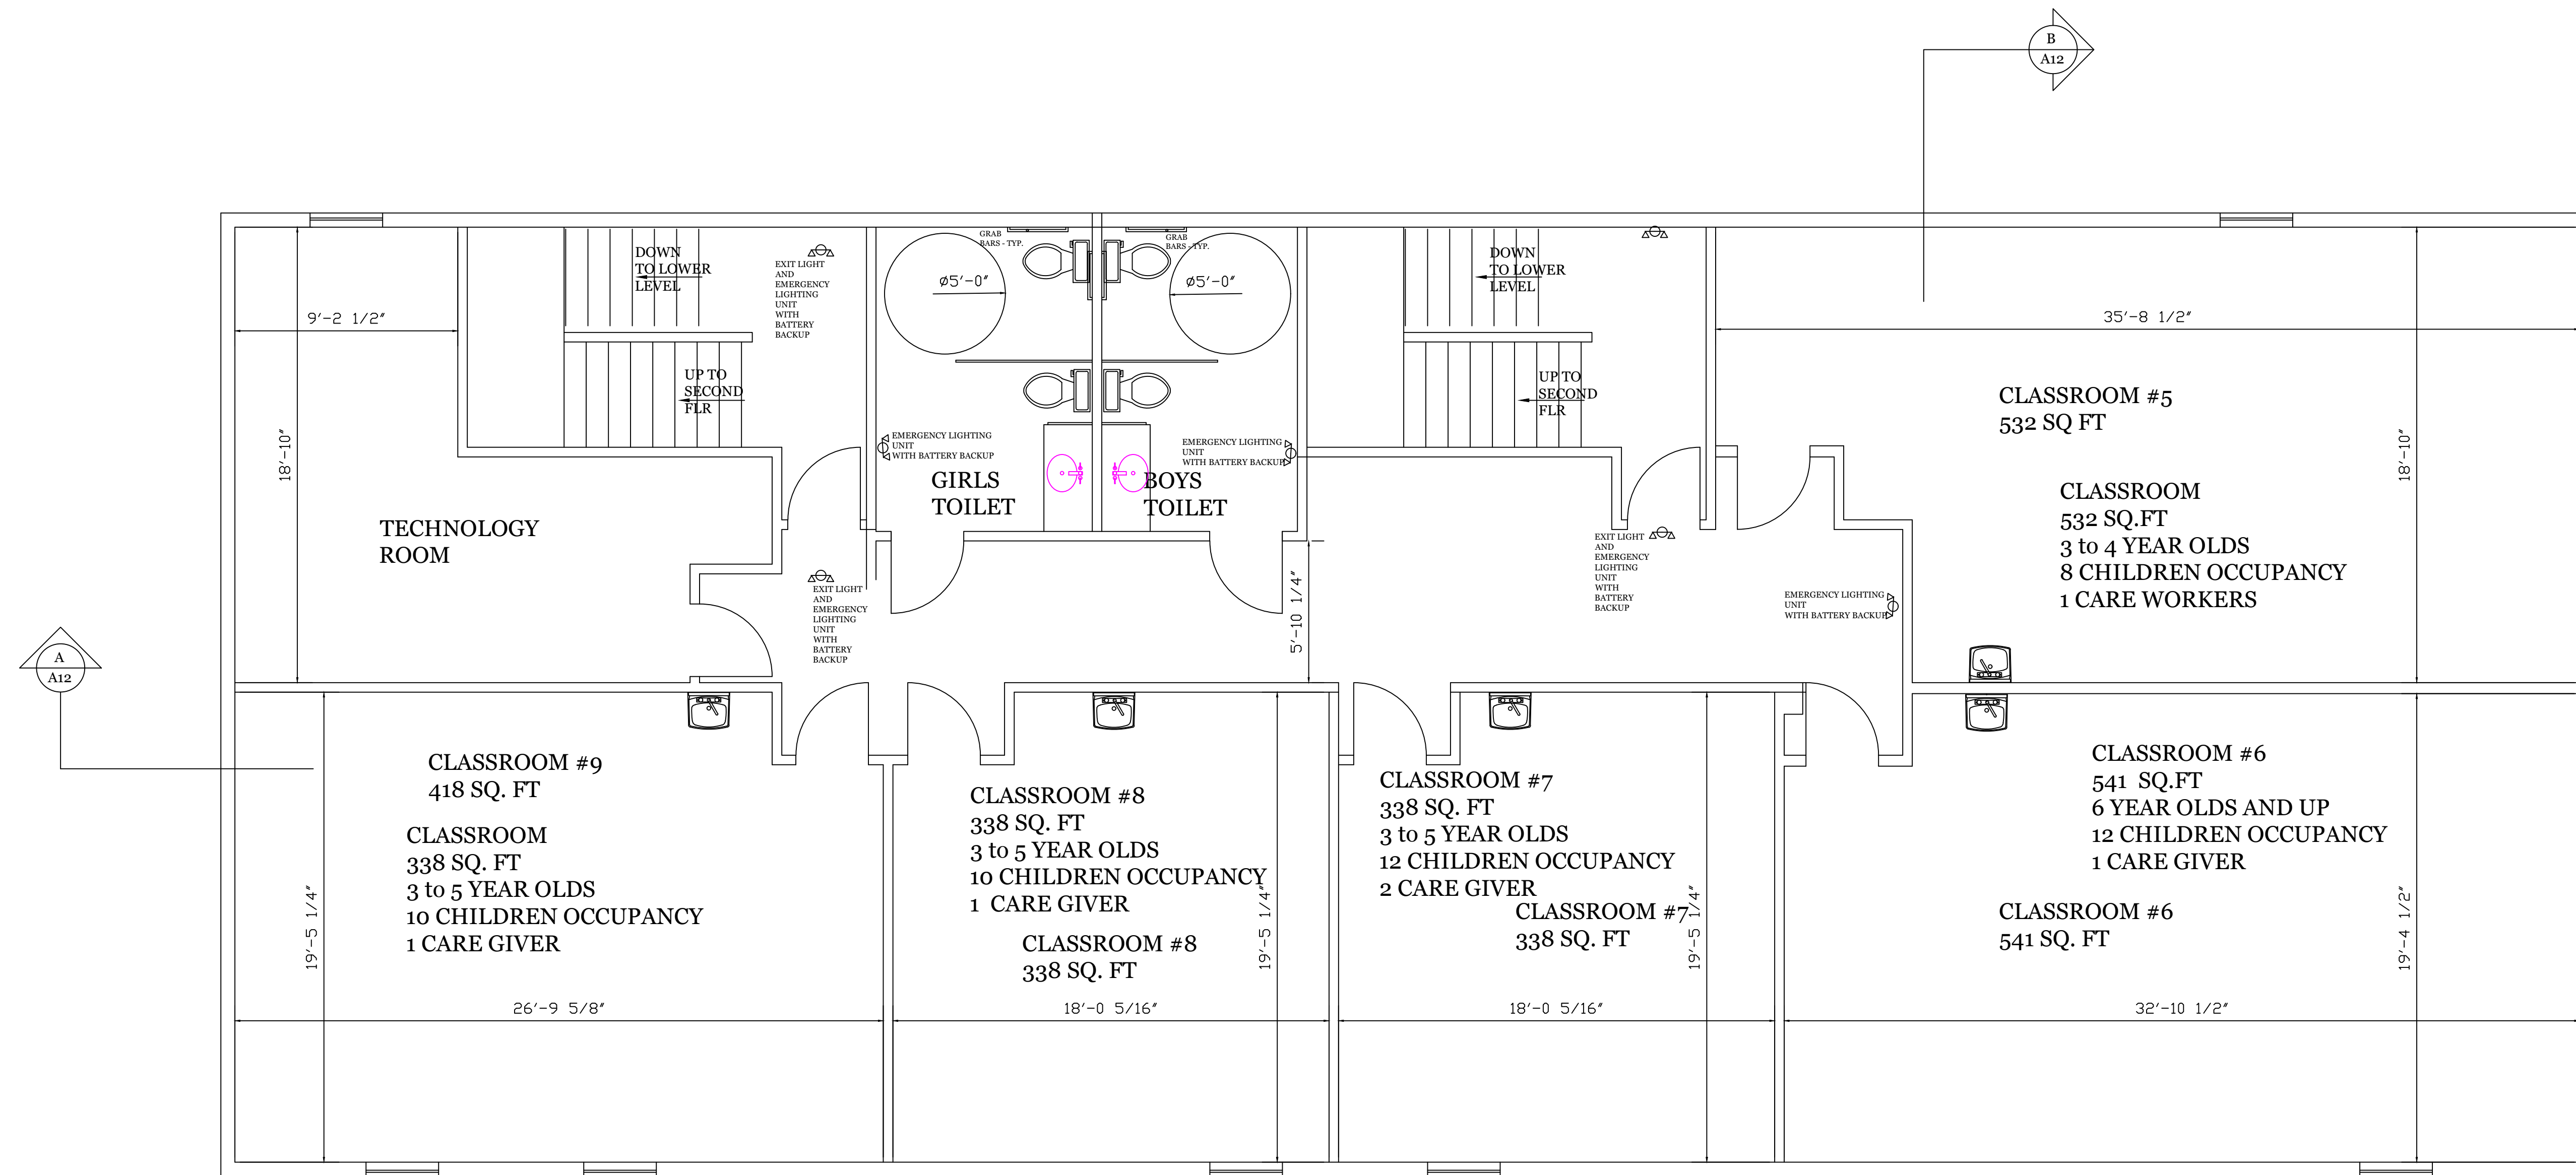 B
A12
DOWN
TO LOWER
LEVEL
EXIT LIGHT
AND
EMERGENCY
LIGHTING
UNIT
WITH
BATTERY
BACKUP
GRAB
BARS - TYP.
GRAB
BARS - TYP.
ø5'-0"
ø5'-0"
DOWN
TO LOWER
LEVEL
9'-2 1/2"
35'-8 1/2"
UP TO
SECOND
FLR
UP TO
SECOND
FLR
18'-10"
18'-10"
EMERGENCY LIGHTING
UNIT
WITH BATTERY BACKUP
EMERGENCY LIGHTING
UNIT
WITH BATTERY BACKUP
GIRLS
TOILET
BOYS
TOILET
CLASSROOM #5
532 SQ FT
CLASSROOM
532 SQ.FT
3 to 4 YEAR OLDS
8 CHILDREN OCCUPANCY
1 CARE WORKERS
TECHNOLOGY
ROOM
EXIT LIGHT
AND
EMERGENCY
LIGHTING
UNIT
WITH
BATTERY
BACKUP
5'-10 1/4"
EXIT LIGHT
AND
EMERGENCY
LIGHTING
UNIT
WITH
BATTERY
BACKUP
EMERGENCY LIGHTING
UNIT
WITH BATTERY BACKUP
A
A12
CLASSROOM #9
418 SQ. FT
CLASSROOM
338 SQ. FT
3 to 5 YEAR OLDS
10 CHILDREN OCCUPANCY
1 CARE GIVER
19'-5 1/4"
26'-9 5/8"
CLASSROOM #8
338 SQ. FT
3 to 5 YEAR OLDS
10 CHILDREN OCCUPANCY
1 CARE GIVER
CLASSROOM #8
338 SQ. FT
19'-5 1/4"
18'-0 5/16"
CLASSROOM #7
338 SQ. FT
3 to 5 YEAR OLDS
12 CHILDREN OCCUPANCY
2 CARE GIVER
CLASSROOM #7
338 SQ. FT
19'-5 1/4"
18'-0 5/16"
CLASSROOM #6
541 SQ.FT
6 YEAR OLDS AND UP
12 CHILDREN OCCUPANCY
1 CARE GIVER
CLASSROOM #6
541 SQ. FT
19'-4 1/2"
32'-10 1/2"